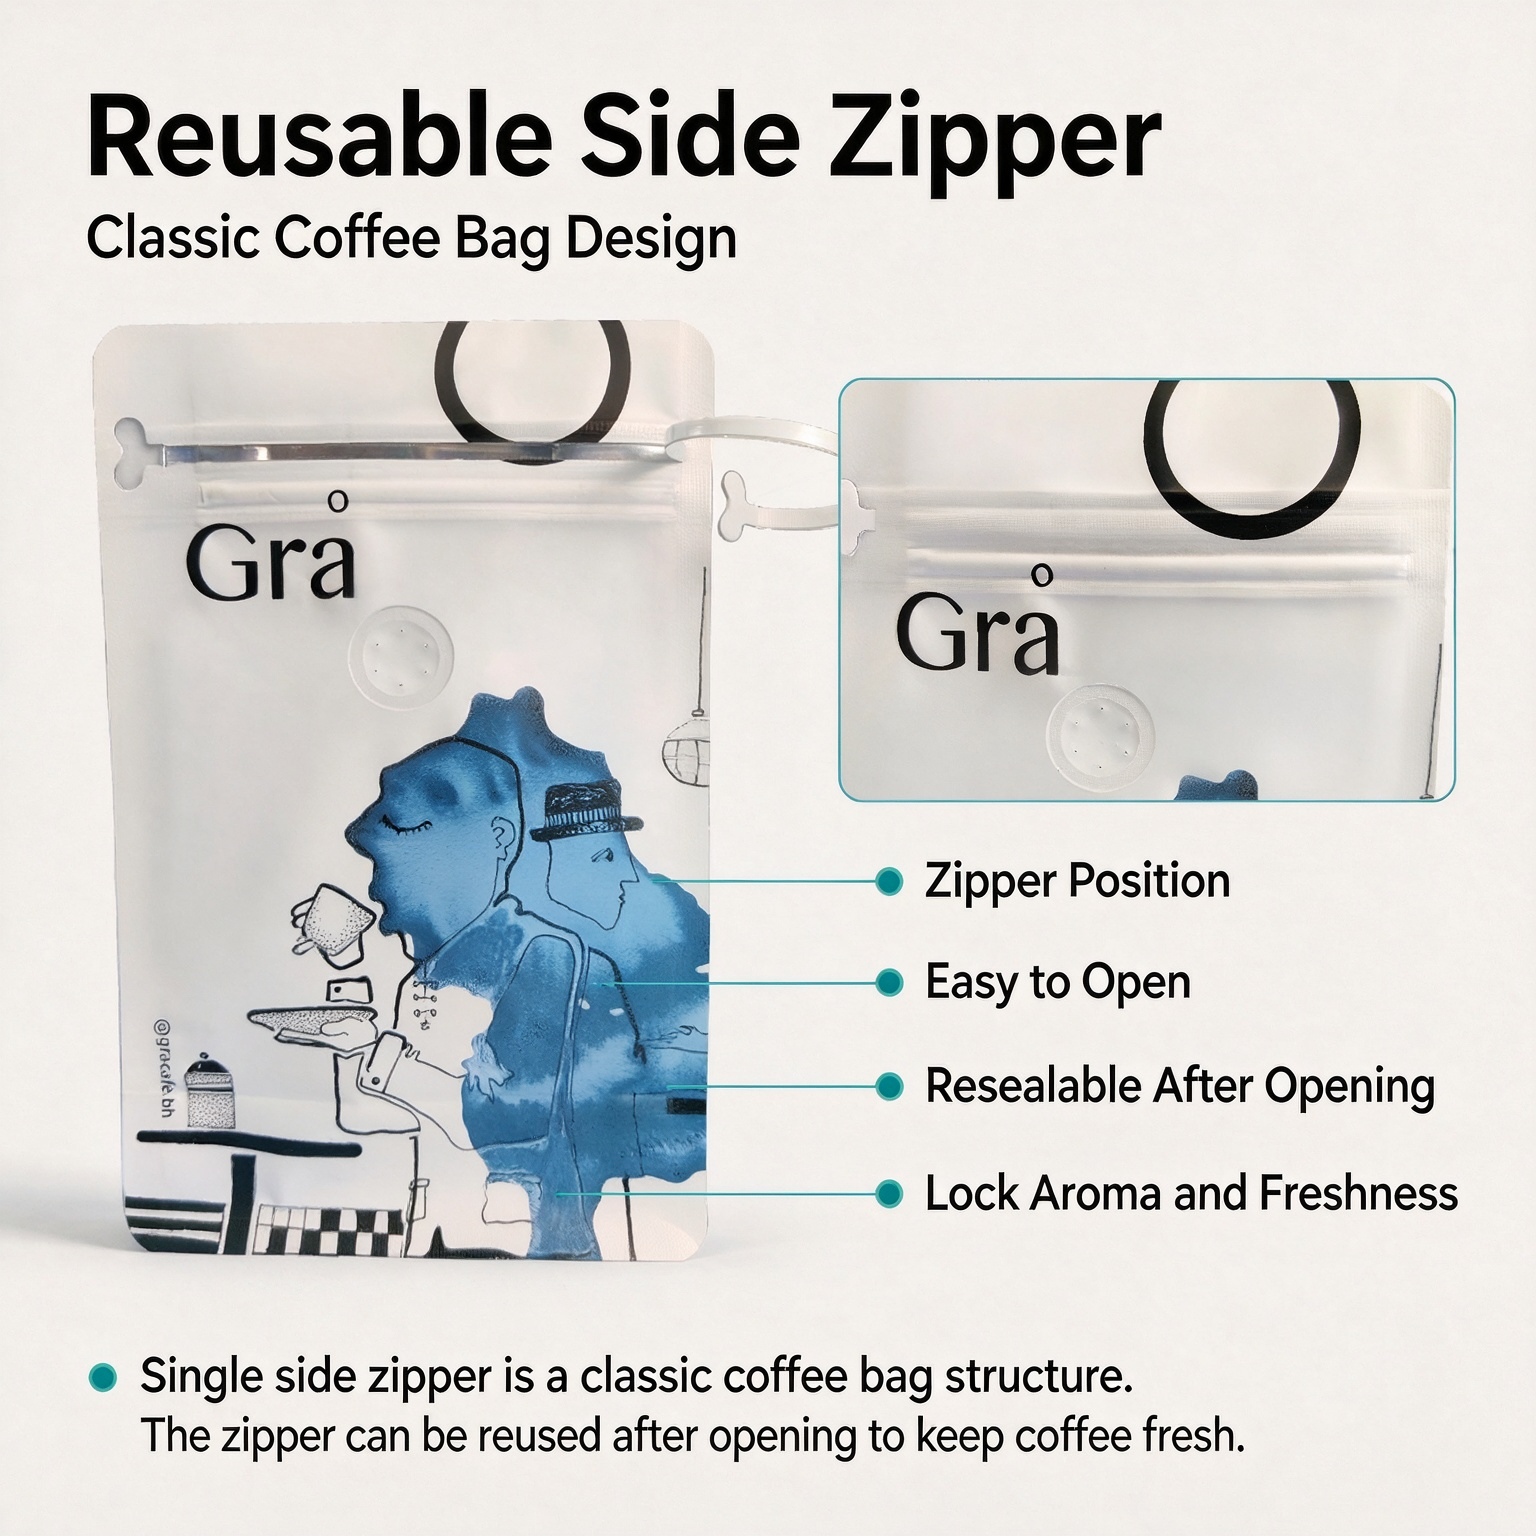 Reusable Side Zipper
Classic Coffee Bag Design
Grå
@gracafe.bh
Grå
Zipper Position
Easy to Open
Resealable After Opening
Lock Aroma and Freshness
Single side zipper is a classic coffee bag structure.
The zipper can be reused after opening to keep coffee fresh.